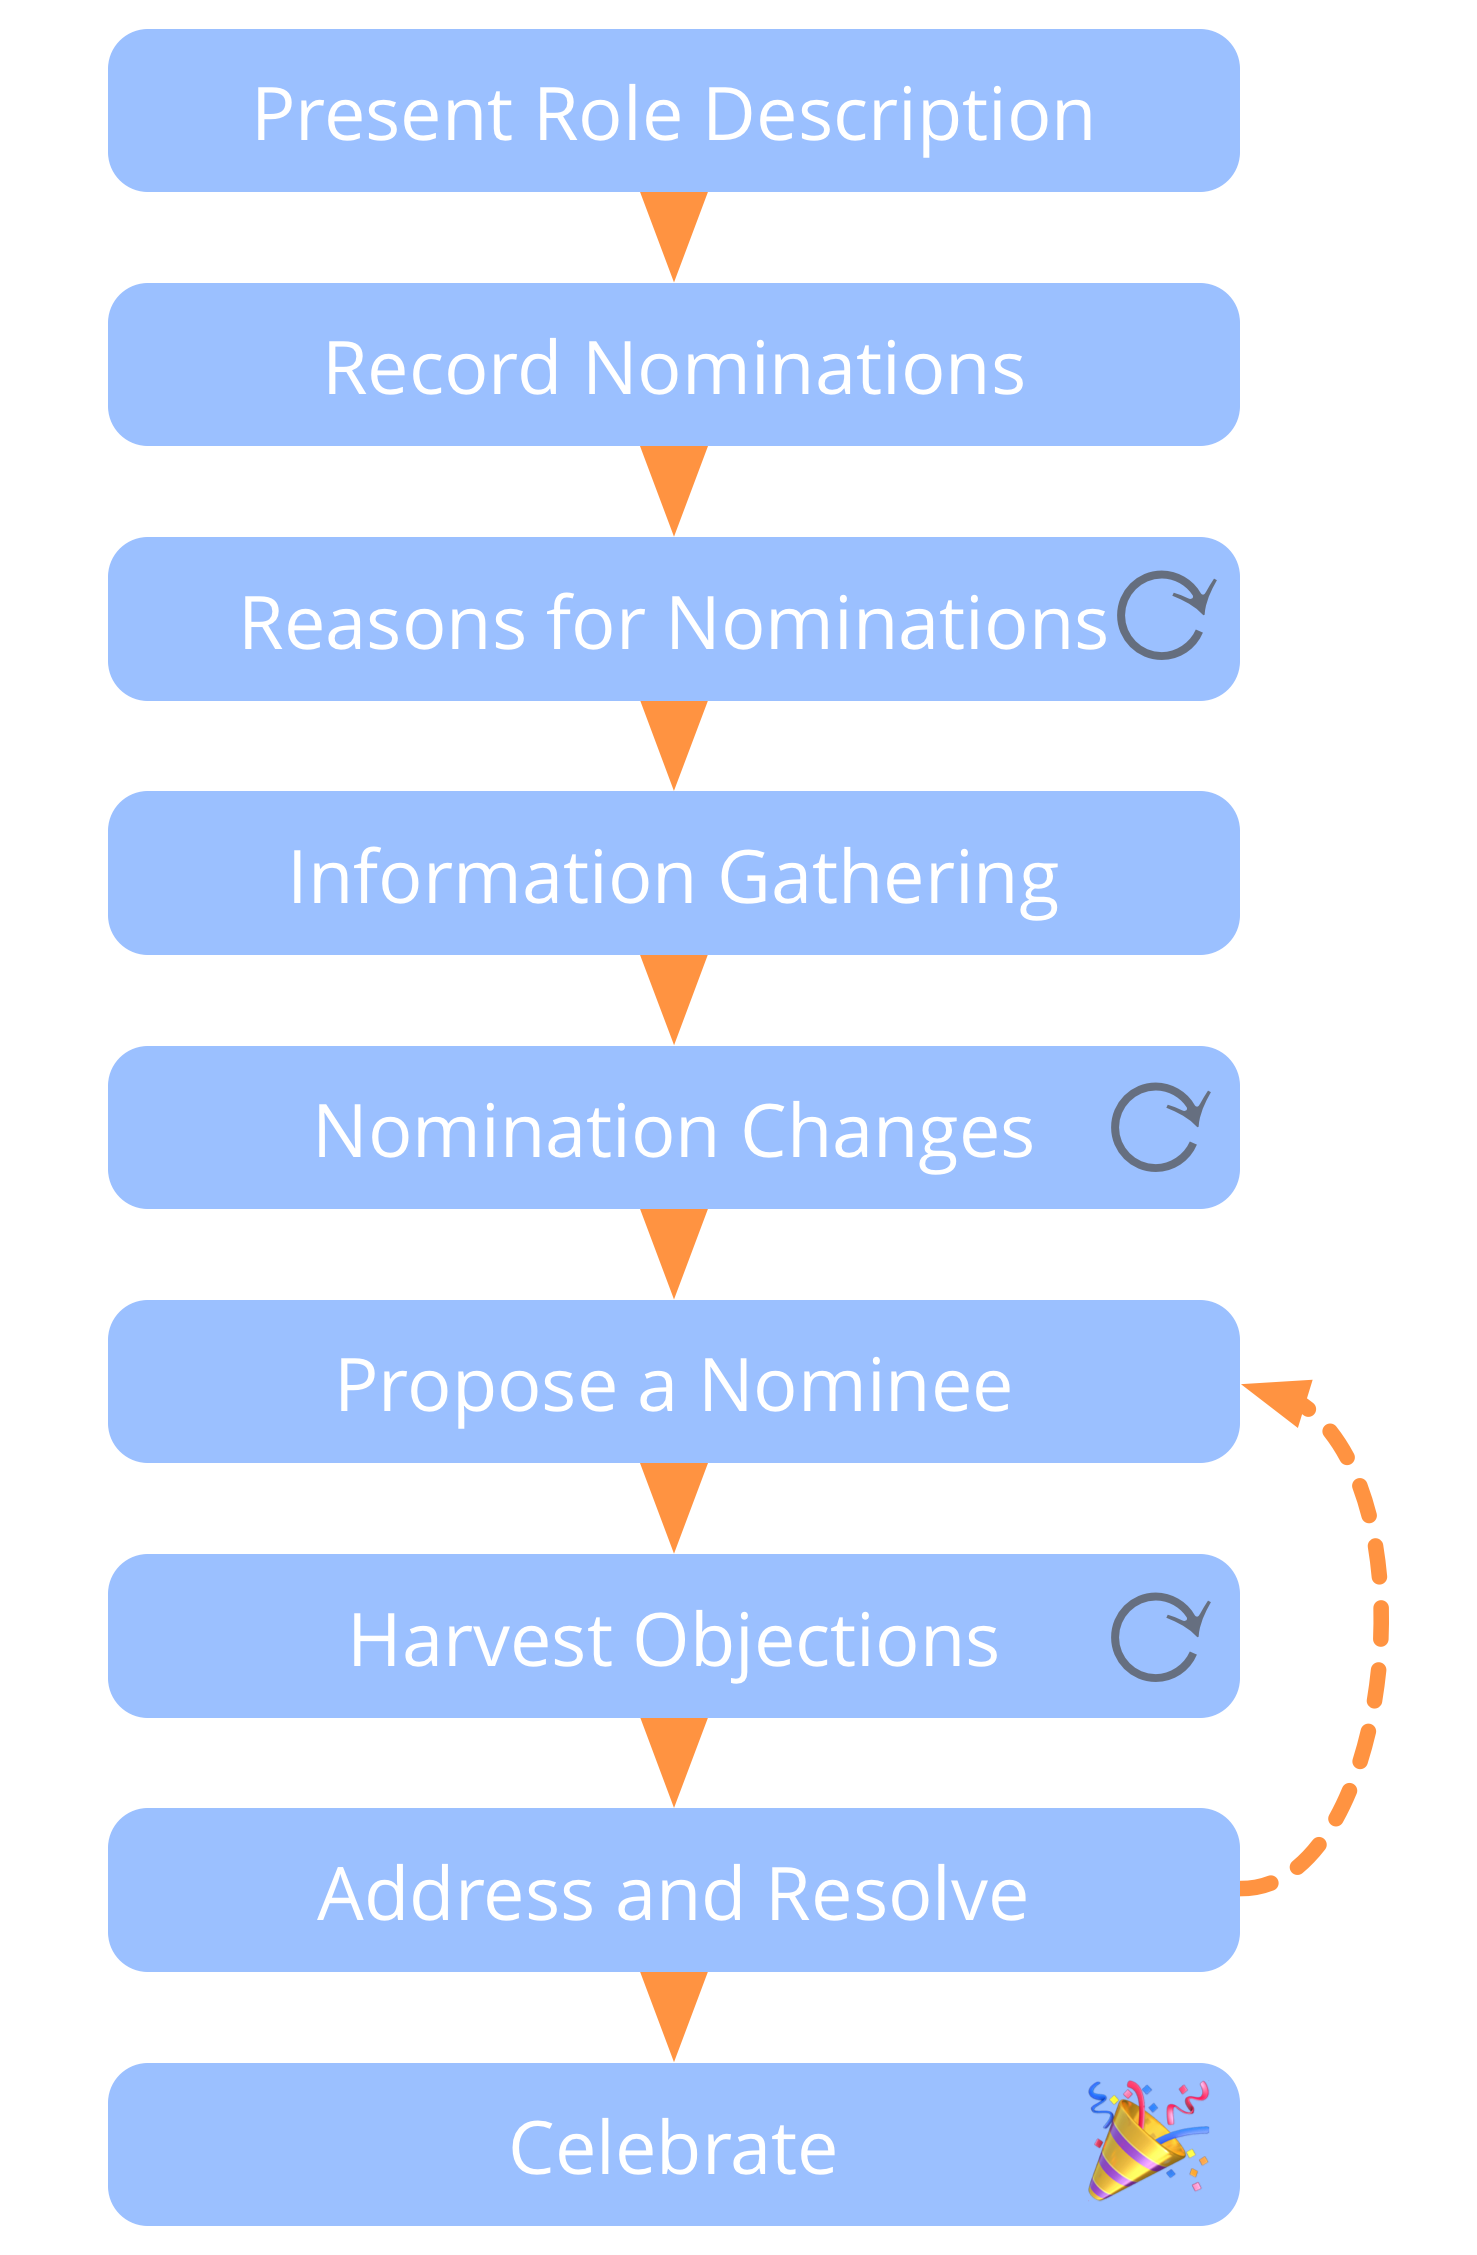 Present Role Description
Record Nominations
Reasons for Nominations
Information Gathering
Nomination Changes
Propose a Nominee
Harvest Objections
Address and Resolve
Celebrate